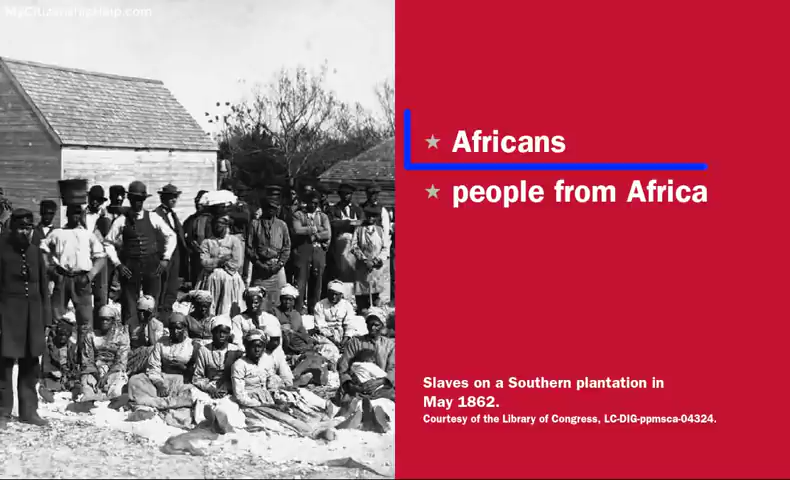 MyCitizenshipHelp.com
Africans
people from Africa
Slaves on a Southern plantation in
May 1862.
Courtesy of the Library of Congress, LC-DIG-ppmsca-04324.